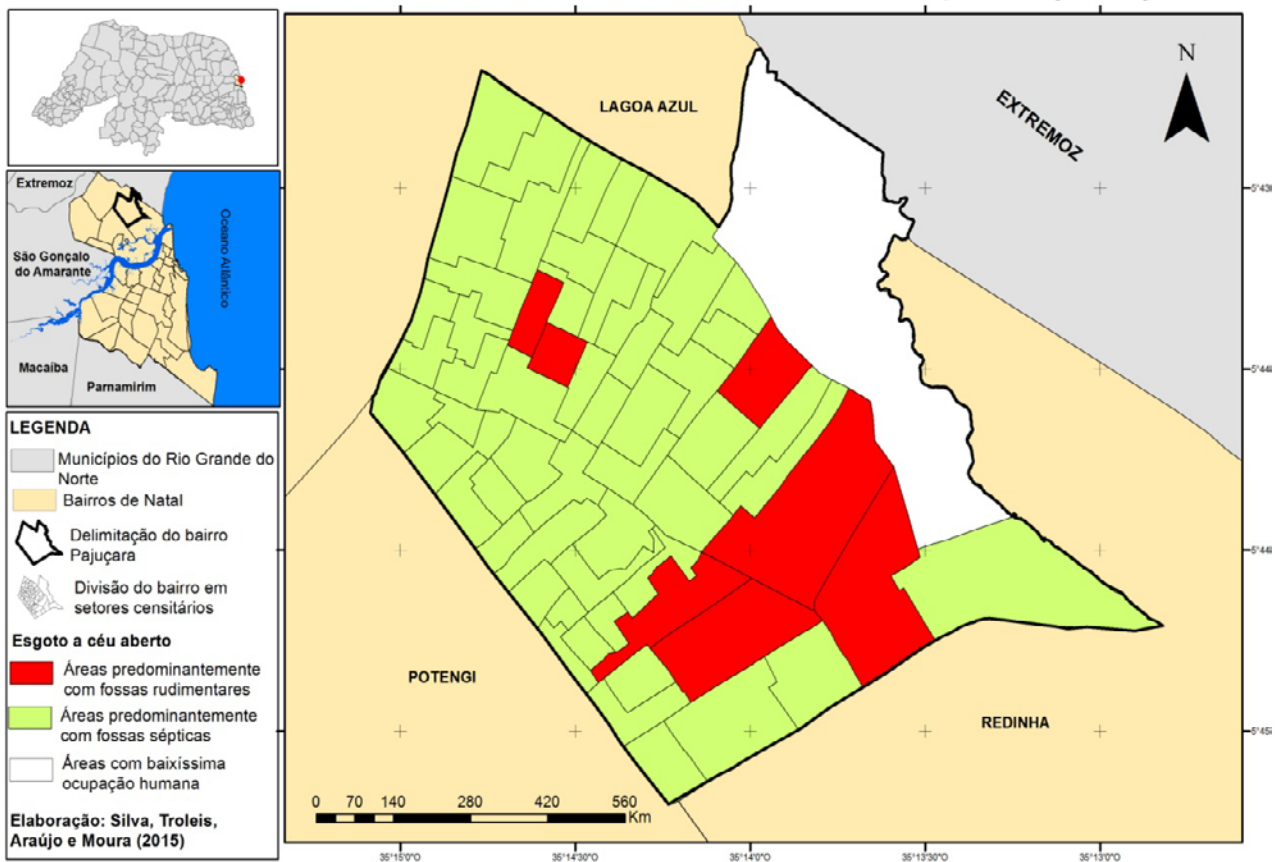 Extremoz
São Gonçalo
do Amarante
Macaíba
Parnamirim
Oceano Atlântico
LEGENDA
Municípios do Rio Grande do
Norte
Bairros de Natal
Delimitação do bairro
Pajuçara
Divisão do bairro em
setores censitários
Esgoto a céu aberto
Áreas predominantemente
com fossas rudimentares
Áreas predominantemente
com fossas sépticas
Áreas com baixíssima
ocupação humana
Elaboração: Silva, Troleis,
Araújo e Moura (2015)
LAGOA AZUL
EXTREMOZ
N
POTENGI
REDINHA
0 70 140 280 420 560
Km
35°15'0"O 35°14'30"O 35°14'0"O 35°13'30"O 35°13'0"O